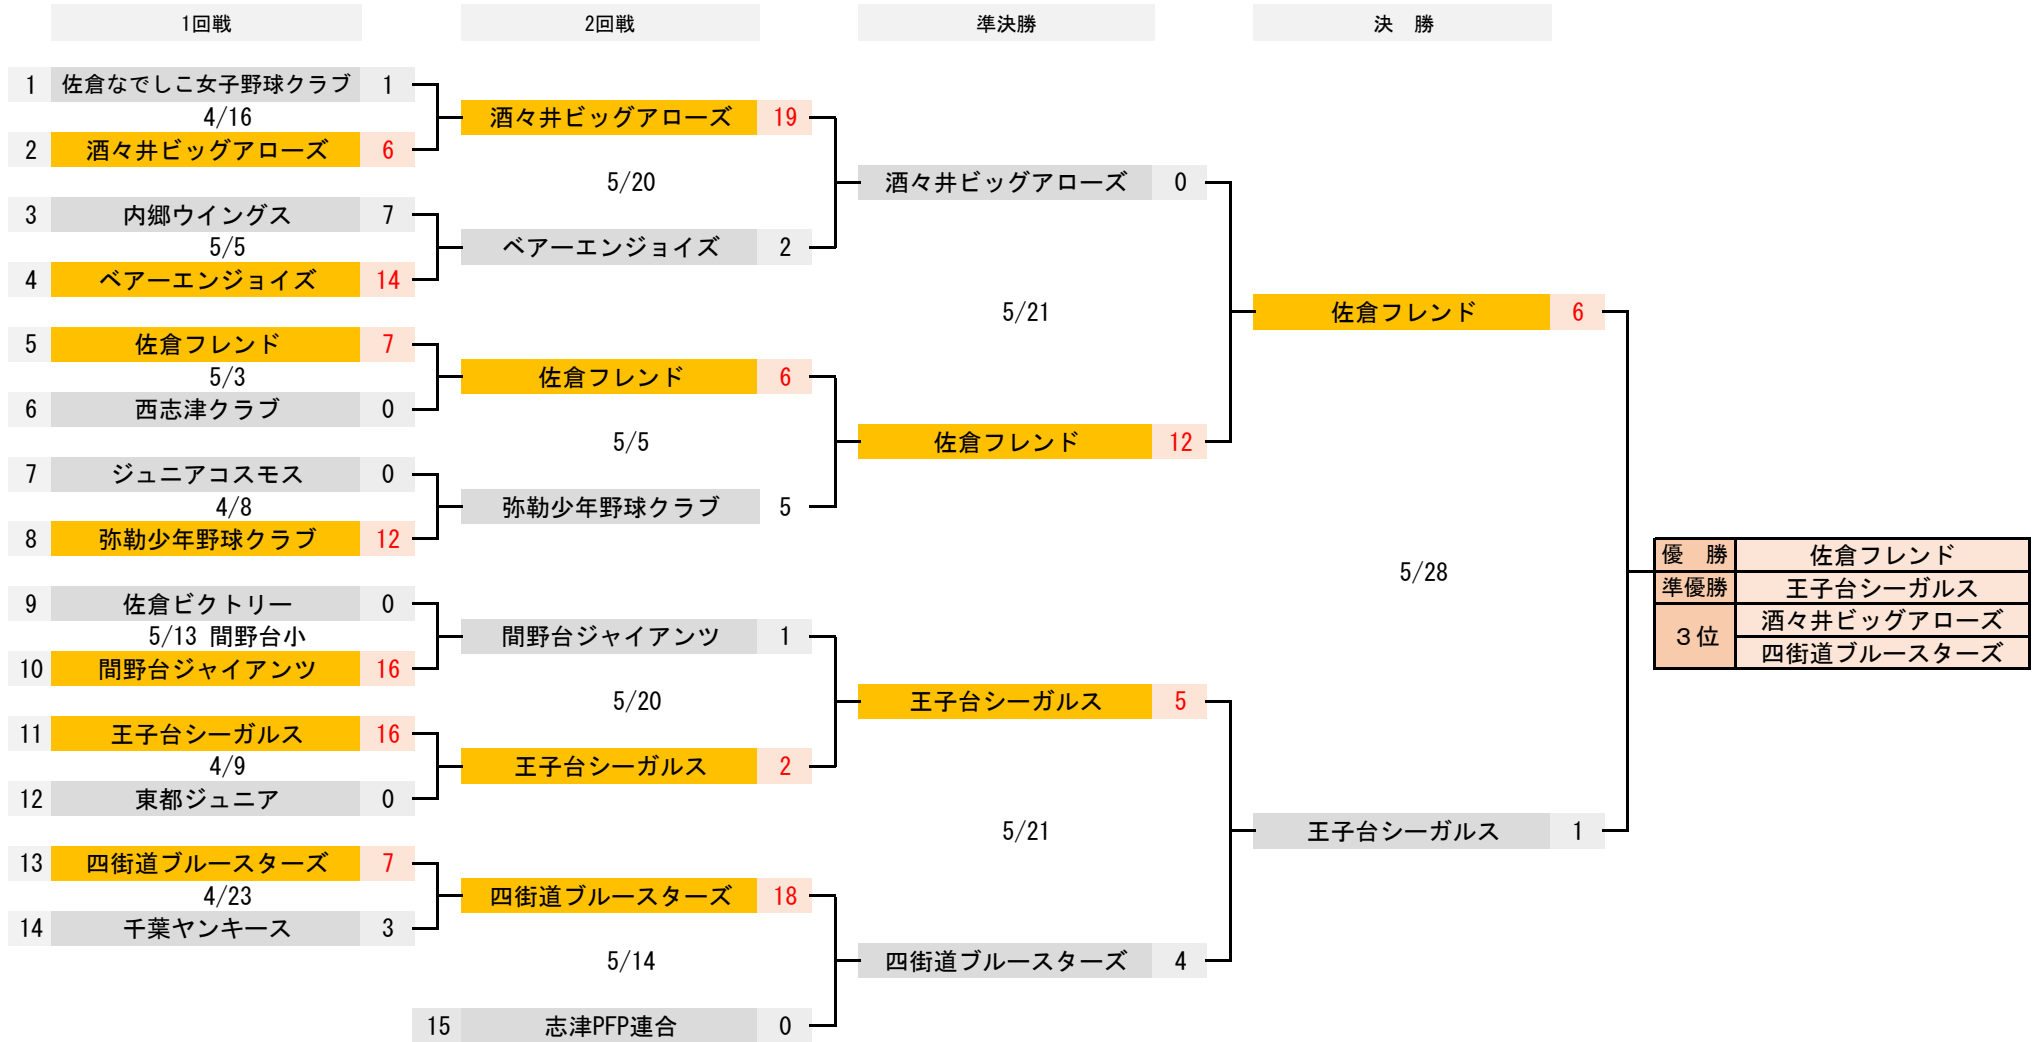 1回戦 2回戦 準決勝 決　勝
1 佐倉なでしこ女子野球クラブ 1
4/16
2 酒々井ビッグアローズ 6
3 内郷ウイングス 7
5/5
4 ベアーエンジョイズ 14
5 佐倉フレンド 7
5/3
6 西志津クラブ 0
7 ジュニアコスモス 0
4/8
8 弥勒少年野球クラブ 12
9 佐倉ビクトリー 0
5/13 間野台小
10 間野台ジャイアンツ 16
11 王子台シーガルス 16
4/9
12 東都ジュニア 0
13 四街道ブルースターズ 7
4/23
14 千葉ヤンキース 3
酒々井ビッグアローズ 19
5/20
ベアーエンジョイズ 2
佐倉フレンド 6
5/5
弥勒少年野球クラブ 5
間野台ジャイアンツ 1
5/20
王子台シーガルス 2
四街道ブルースターズ 18
5/14
15 志津PFP連合 0
酒々井ビッグアローズ 0
5/21
佐倉フレンド 12
王子台シーガルス 5
5/21
四街道ブルースターズ 4
佐倉フレンド 6
5/28
王子台シーガルス 1
優　勝 佐倉フレンド
準優勝 王子台シーガルス
３位 酒々井ビッグアローズ
四街道ブルースターズ